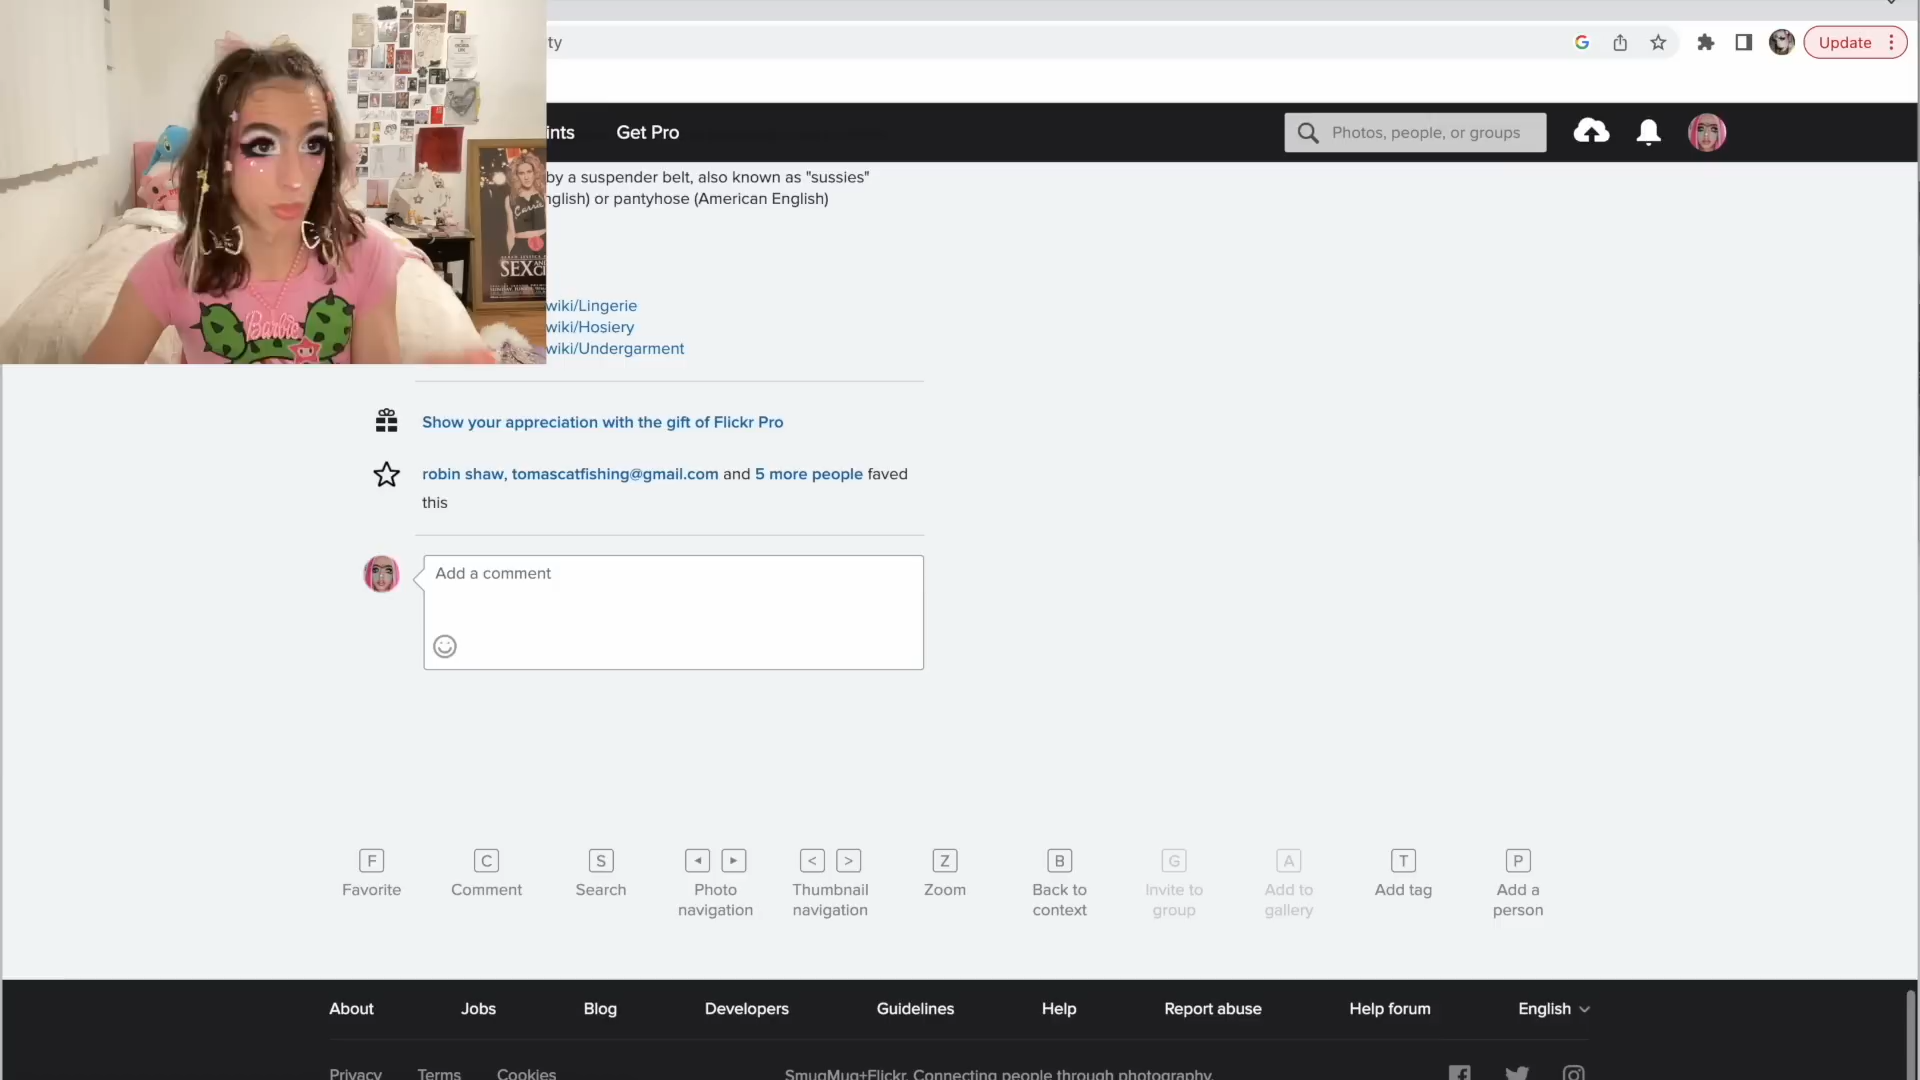 ty
Update
ints
Get Pro
Photos, people, or groups
by a suspender belt, also known as "sussies"
nglish) or pantyhose (American English)
Carrie
SEX AND
Barbie
wiki/Lingerie
wiki/Hosiery
wiki/Undergarment
Show your appreciation with the gift of Flickr Pro
robin shaw, tomascatfishing@gmail.com and 5 more people faved
this
Add a comment
F
C
S
< >
Z
B
G
A
T
P
Favorite
Comment
Search
Photo
navigation
Thumbnail
navigation
Zoom
Back to
context
Invite to
group
Add to
gallery
Add tag
Add a
person
About
Jobs
Blog
Developers
Guidelines
Help
Report abuse
Help forum
English
Privacy
Terms
Cookies
SmugMug+Flickr. Connecting people through photography.